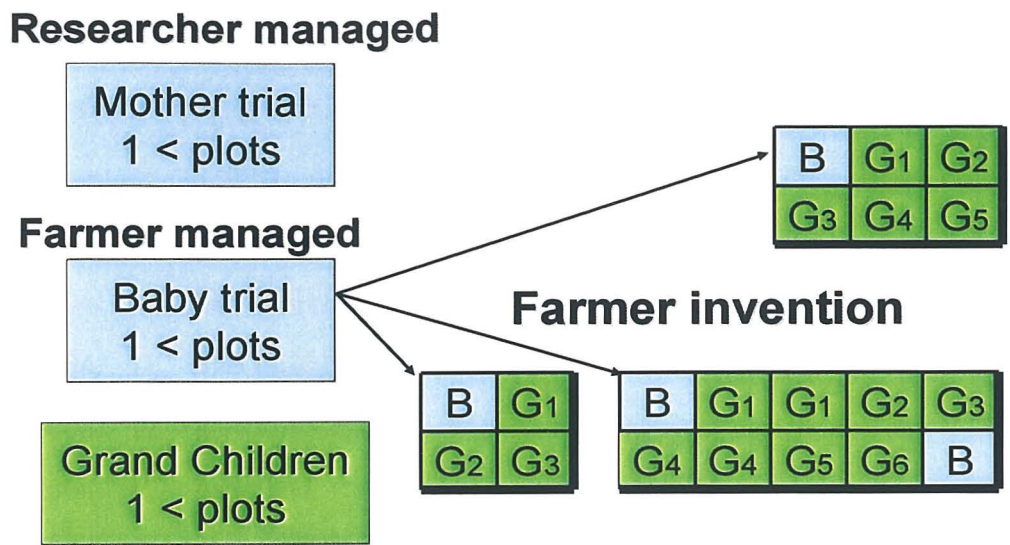 Researcher managed
Mother trial
1 < plots
B G1 G2
G3 G4 G5
Farmer managed
Baby trial
1 < plots
Farmer invention
B G1
G2 G3
B G1 G1 G2 G3
G4 G4 G5 G6 B
Grand Children
1 < plots